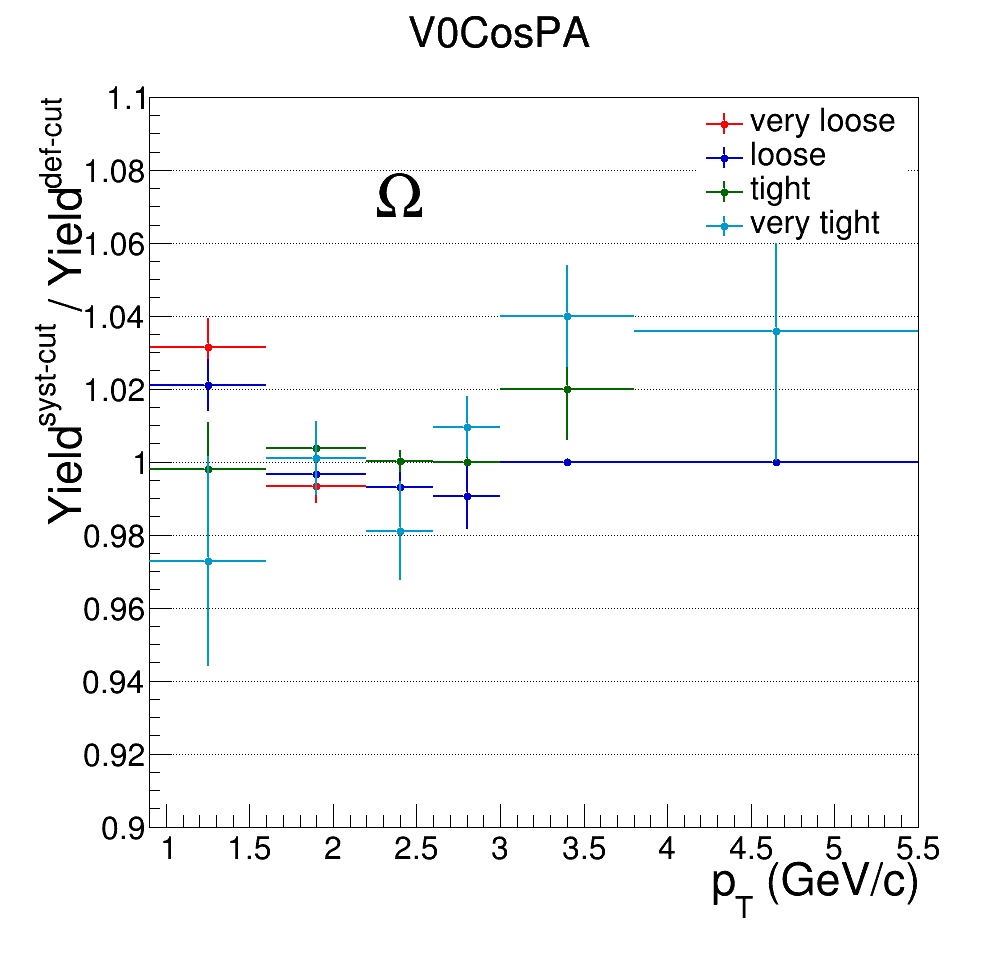 V0CosPA
Yield^syst-cut / Yield^def-cut
1.1
1.08
1.06
1.04
1.02
1
0.98
0.96
0.94
0.92
0.9
Ω
very loose
loose
tight
very tight
1 1.5 2 2.5 3 3.5 4 4.5 5 5.5
p_T (GeV/c)